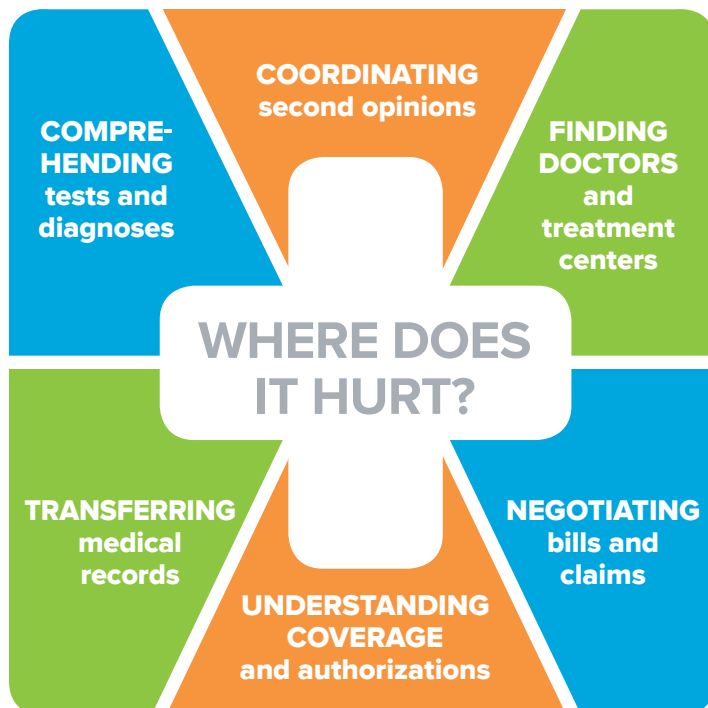 COORDINATING
second opinions
COMPRE-
HENDING
tests and
diagnoses
FINDING
DOCTORS
and
treatment
centers
WHERE DOES
IT HURT?
TRANSFERRING
medical
records
NEGOTIATING
bills and
claims
UNDERSTANDING
COVERAGE
and authorizations